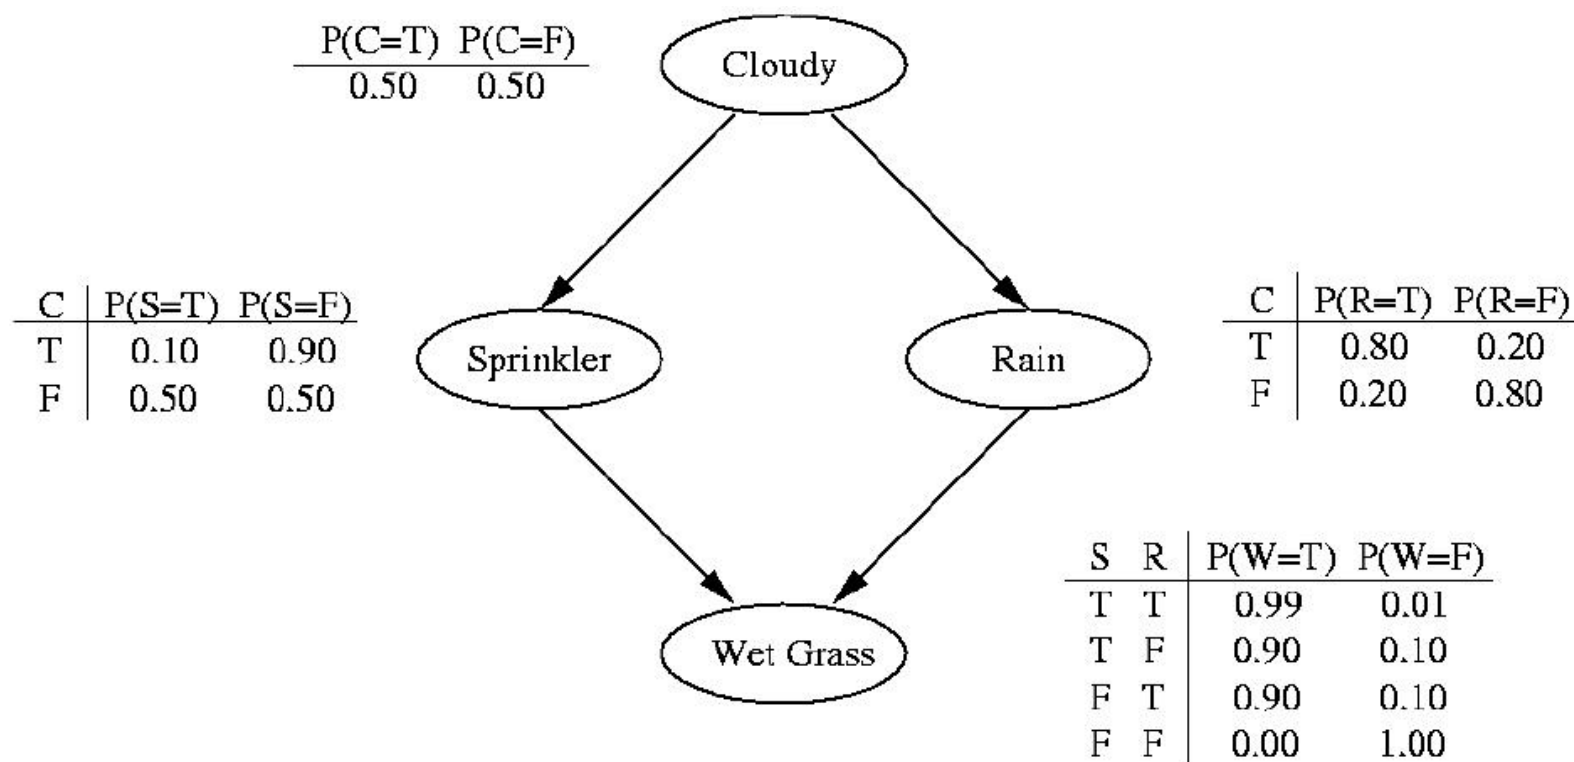 P(C=T) P(C=F)
0.50 0.50
Cloudy
C P(S=T) P(S=F)
T 0.10 0.90
F 0.50 0.50
Sprinkler
Rain
C P(R=T) P(R=F)
T 0.80 0.20
F 0.20 0.80
Wet Grass
S R P(W=T) P(W=F)
T T 0.99 0.01
T F 0.90 0.10
F T 0.90 0.10
F F 0.00 1.00